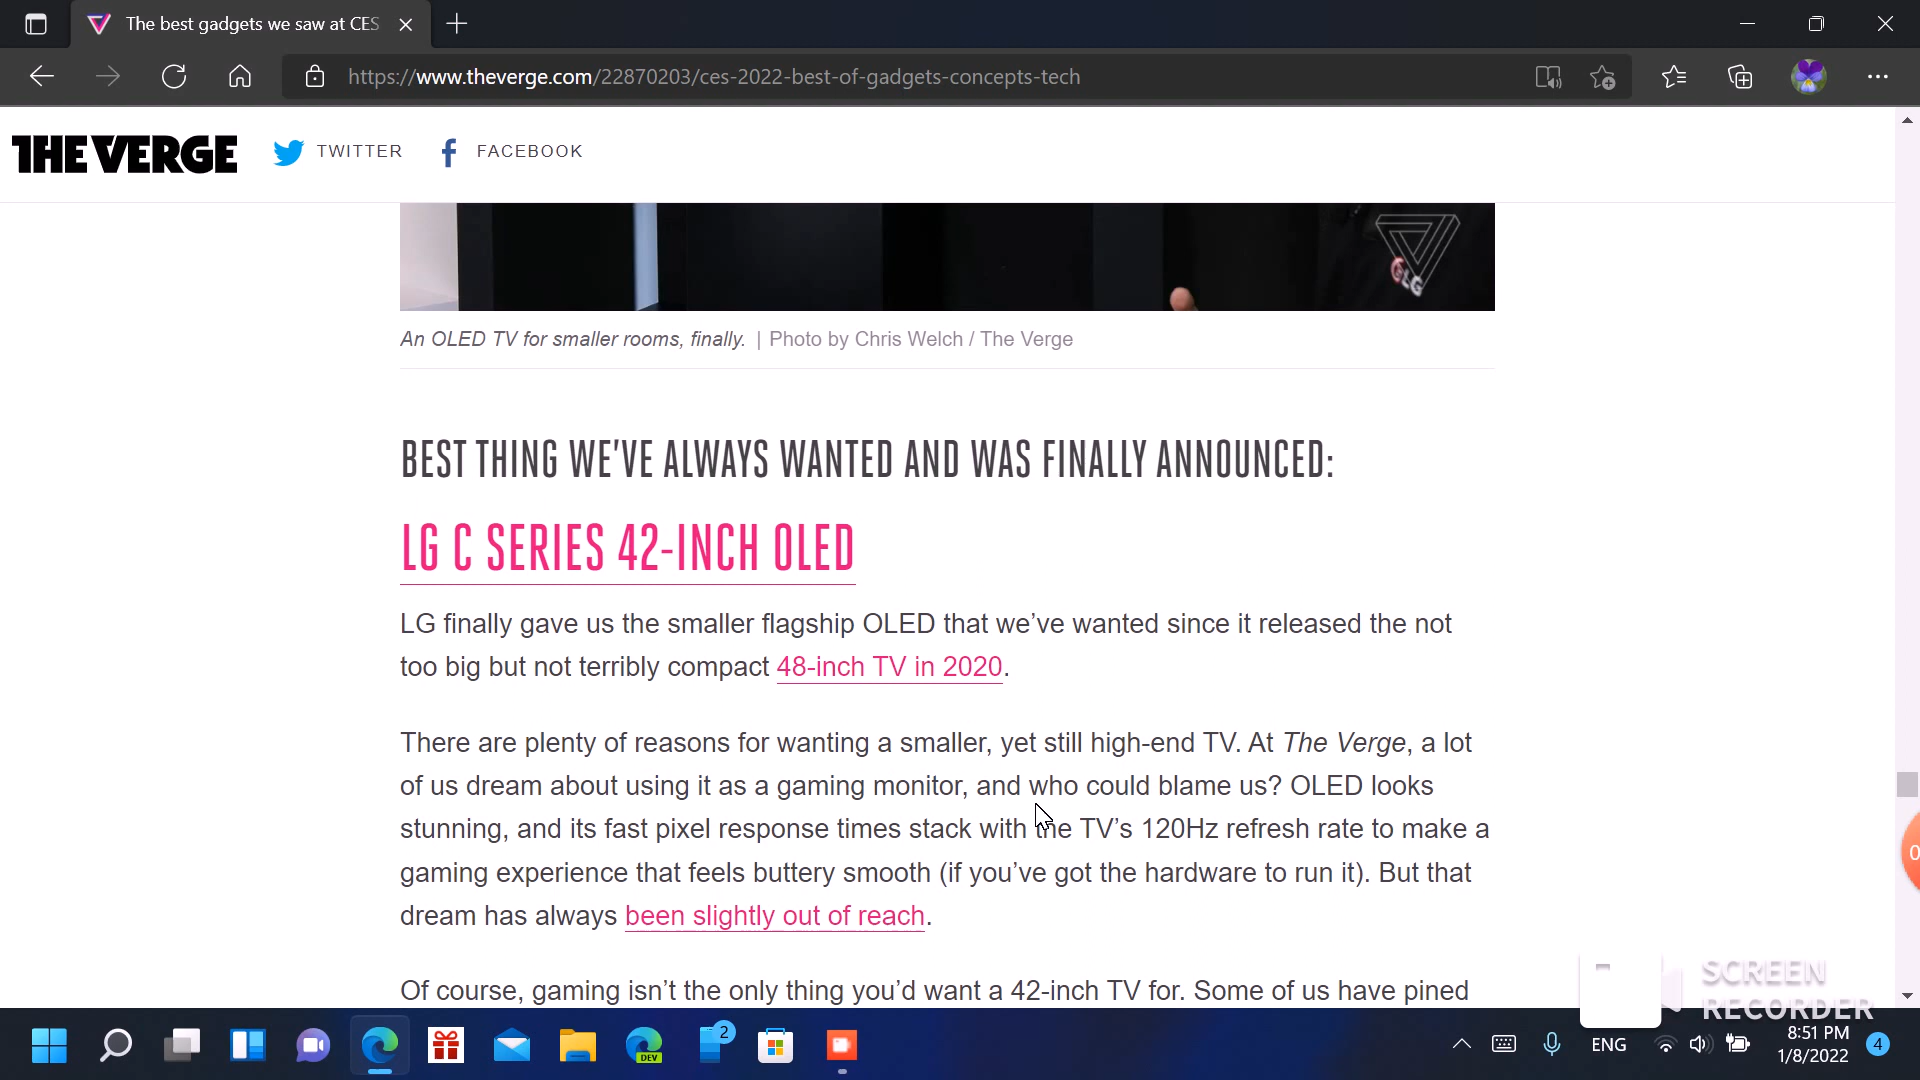 The best gadgets we saw at CES
https://www.theverge.com/22870203/ces-2022-best-of-gadgets-concepts-tech
THE VERGE
TWITTER
FACEBOOK
LG
An OLED TV for smaller rooms, finally. | Photo by Chris Welch / The Verge
BEST THING WE'VE ALWAYS WANTED AND WAS FINALLY ANNOUNCED:
LG C SERIES 42-INCH OLED
LG finally gave us the smaller flagship OLED that we've wanted since it released the not
too big but not terribly compact 48-inch TV in 2020.
There are plenty of reasons for wanting a smaller, yet still high-end TV. At The Verge, a lot
of us dream about using it as a gaming monitor, and who could blame us? OLED looks
stunning, and its fast pixel response times stack with the TV's 120Hz refresh rate to make a
gaming experience that feels buttery smooth (if you've got the hardware to run it). But that
dream has always been slightly out of reach.
Of course, gaming isn't the only thing you'd want a 42-inch TV for. Some of us have pined
0
SCREEN
RECORDER
DEV
2
ENG
8:51 PM
1/8/2022
4